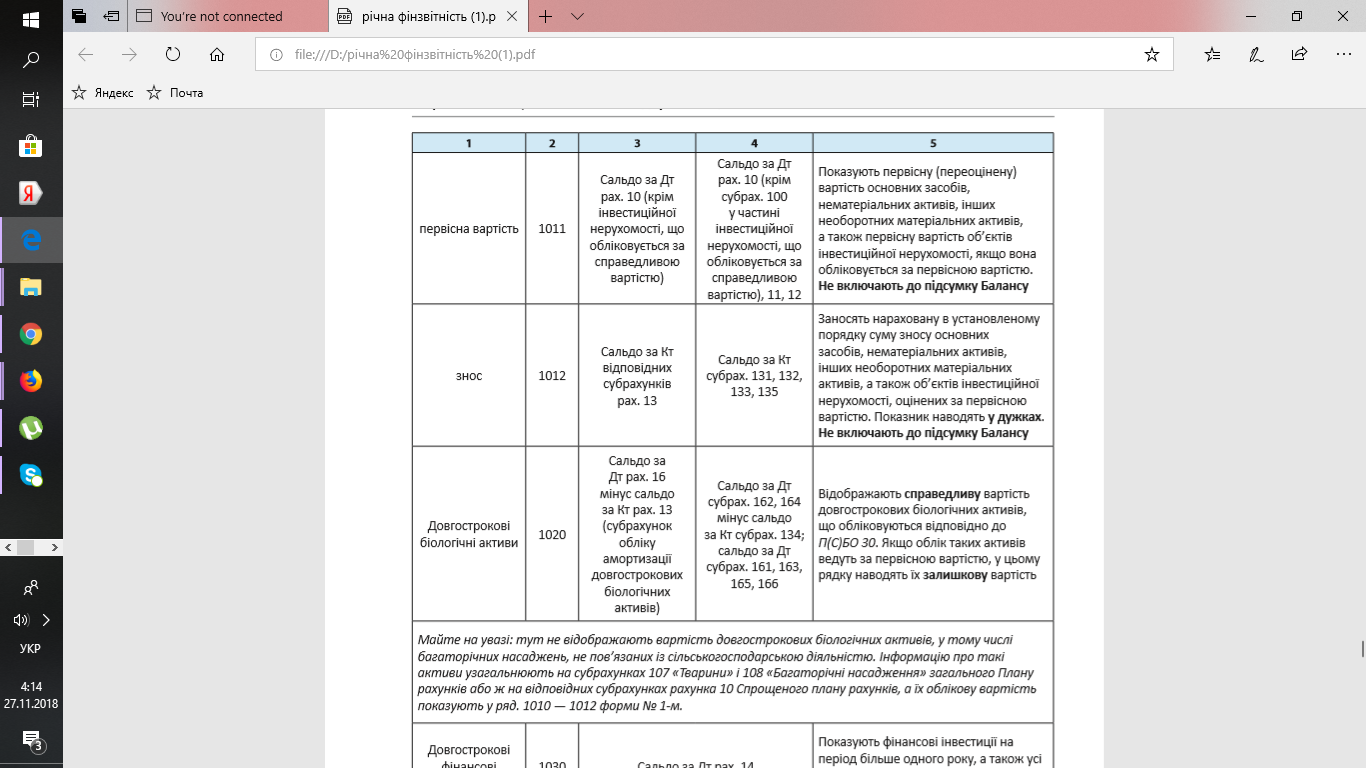 You're not connected
річна фінзвітність (1).p
file:///D:/річна%20фінзвітність%20(1).pdf
Яндекс
Почта
1
2
3
4
5
первісна вартість
1011
Сальдо за Дт
рах. 10 (крім
інвестиційної
нерухомості, що
обліковується за
справедливою
вартістю)
Сальдо за Дт
рах. 10 (крім
субрах. 100
у частині
інвестиційної
нерухомості, що
обліковується за
справедливою
вартістю), 11, 12
Показують первісну (переоцінену)
вартість основних засобів,
нематеріальних активів, інших
необоротних матеріальних активів,
а також первісну вартість об’єктів
інвестиційної нерухомості, якщо вона
обліковується за первісною вартістю.
Не включають до підсумку Балансу
знос
1012
Сальдо за Кт
відповідних
субрахунків
рах. 13
Сальдо за Кт
субрах. 131, 132,
133, 135
Заносять нараховану в установленому
порядку суму зносу основних
засобів, нематеріальних активів,
інших необоротних матеріальних
активів, а також об’єктів інвестиційної
нерухомості, оцінених за первісною
вартістю. Показник наводять у дужках.
Не включають до підсумку Балансу
Довгострокові
біологічні активи
1020
Сальдо за
Дт рах. 16
мінус сальдо
за Кт рах. 13
(субрахунок
обліку
амортизації
довгострокових
біологічних
активів)
Сальдо за Дт
субрах. 162, 164
мінус сальдо
за Кт субрах. 134;
сальдо за Дт
субрах. 161, 163,
165, 166
Відображають справедливу вартість
довгострокових біологічних активів,
що обліковуються відповідно до
П(С)БО 30. Якщо облік таких активів
ведуть за первісною вартістю, у цьому
рядку наводять їх залишкову вартість
Майте на увазі: тут не відображають вартість довгострокових біологічних активів, у тому числі
багаторічних насаджень, не пов’язаних із сільськогосподарською діяльністю. Інформацію про такі
активи узагальнюють на субрахунках 107 «Тварини» і 108 «Багаторічні насадження» загального Плану
рахунків або ж на відповідних субрахунках рахунка 10 Спрощеного плану рахунків, а їх облікову вартість
показують у ряд. 1010 — 1012 форми № 1-м.
Довгострокові
фінансові
1030
Сальдо за Дт рах. 14
Показують фінансові інвестиції на
період більше одного року, а також усі
УКР
4:14
27.11.2018
3